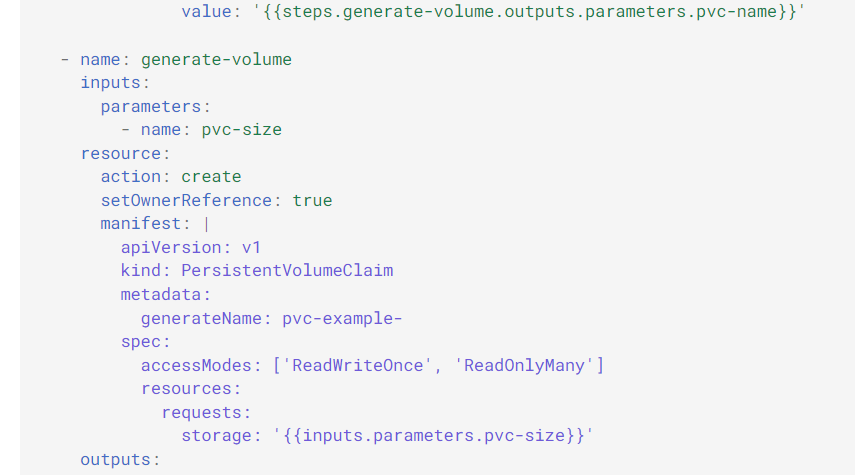 value: '{{steps.generate-volume.outputs.parameters.pvc-name}}'
- name: generate-volume
inputs:
parameters:
- name: pvc-size
resource:
action: create
setOwnerReference: true
manifest: |
apiVersion: v1
kind: PersistentVolumeClaim
metadata:
generateName: pvc-example-
spec:
accessModes: ['ReadWriteOnce', 'ReadOnlyMany']
resources:
requests:
storage: '{{inputs.parameters.pvc-size}}'
outputs: